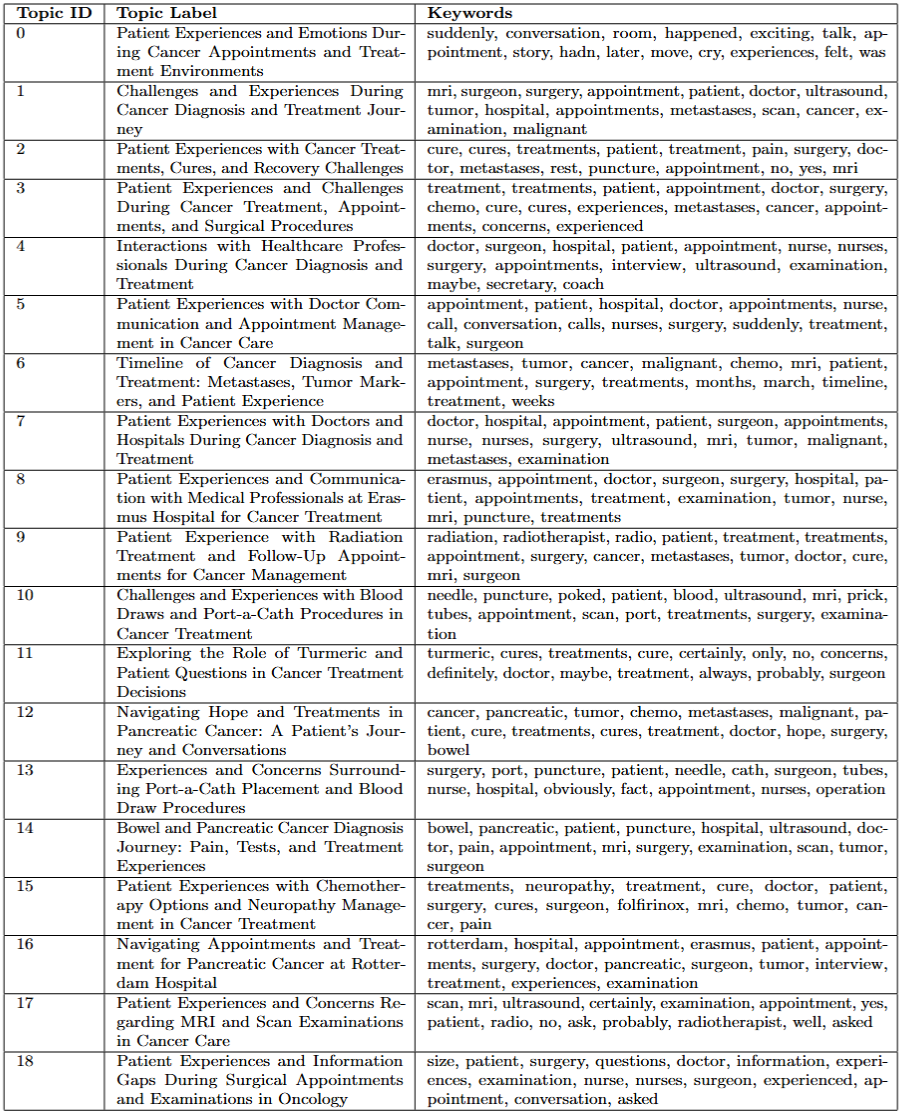 Topic ID Topic Label Keywords
0 Patient Experiences and Emotions Dur- suddenly, conversation, room, happened, exciting, talk, ap-
ing Cancer Appointments and Treat- pointment, story, hadn, later, move, cry, experiences, felt, was
ment Environments
1 Challenges and Experiences During mri, surgeon, surgery, appointment, patient, doctor, ultrasound,
Cancer Diagnosis and Treatment Jour- tumor, hospital, appointments, metastases, scan, cancer, ex-
ney amination, malignant
2 Patient Experiences with Cancer Treat- cure, cures, treatments, patient, treatment, pain, surgery, doc-
ments, Cures, and Recovery Challenges tor, metastases, rest, puncture, appointment, no, yes, mri
3 Patient Experiences and Challenges treatment, treatments, patient, appointment, doctor, surgery,
During Cancer Treatment, Appoint- chemo, cure, cures, experiences, metastases, cancer, appoint-
ments, and Surgical Procedures ments, concerns, experienced
4 Interactions with Healthcare Profes- doctor, surgeon, hospital, patient, appointment, nurse, nurses,
sionals During Cancer Diagnosis and surgery, appointments, interview, ultrasound, examination,
Treatment maybe, secretary, coach
5 Patient Experiences with Doctor Com- appointment, patient, hospital, doctor, appointments, nurse,
munication and Appointment Manage- call, conversation, calls, nurses, surgery, suddenly, treatment,
ment in Cancer Care talk, surgeon
6 Timeline of Cancer Diagnosis and metastases, tumor, cancer, malignant, chemo, mri, patient,
Treatment: Metastases, Tumor Mark- appointment, surgery, treatments, months, march, timeline,
ers, and Patient Experience treatment, weeks
7 Patient Experiences with Doctors and doctor, hospital, appointment, patient, surgeon, appointments,
Hospitals During Cancer Diagnosis and nurse, nurses, surgery, ultrasound, mri, tumor, malignant,
Treatment metastases, examination
8 Patient Experiences and Communica- erasmus, appointment, doctor, surgeon, surgery, hospital, pa-
tion with Medical Professionals at Eras- tient, appointments, treatment, examination, tumor, nurse,
mus Hospital for Cancer Treatment mri, puncture, treatments
9 Patient Experience with Radiation radiation, radiotherapist, radio, patient, treatment, treatments,
Treatment and Follow-Up Appoint- appointment, surgery, cancer, metastases, tumor, doctor, cure,
ments for Cancer Management mri, surgeon
10 Challenges and Experiences with Blood needle, puncture, poked, patient, blood, ultrasound, mri, prick,
Draws and Port-a-Cath Procedures in tubes, appointment, scan, port, treatments, surgery, examina-
Cancer Treatment tion
11 Exploring the Role of Turmeric and turmeric, cures, treatments, cure, certainly, only, no, concerns,
Patient Questions in Cancer Treatment definitely, doctor, maybe, treatment, always, probably, surgeon
Decisions
12 Navigating Hope and Treatments in cancer, pancreatic, tumor, chemo, metastases, malignant, pa-
Pancreatic Cancer: A Patient's Jour- tient, cure, treatments, cures, treatment, doctor, hope, surgery,
ney and Conversations bowel
13 Experiences and Concerns Surround- surgery, port, puncture, patient, needle, cath, surgeon, tubes,
ing Port-a-Cath Placement and Blood nurse, hospital, obviously, fact, appointment, nurses, operation
Draw Procedures
14 Bowel and Pancreatic Cancer Diagnosis bowel, pancreatic, patient, puncture, hospital, ultrasound, doc-
Journey: Pain, Tests, and Treatment tor, pain, appointment, mri, surgery, examination, scan, tumor,
Experiences surgeon
15 Patient Experiences with Chemother- treatments, neuropathy, treatment, cure, doctor, patient,
apy Options and Neuropathy Manage- surgery, cures, surgeon, folfirinox, mri, chemo, tumor, can-
ment in Cancer Treatment cer, pain
16 Navigating Appointments and Treat- rotterdam, hospital, appointment, erasmus, patient, appoint-
ment for Pancreatic Cancer at Rotter- ments, surgery, doctor, pancreatic, surgeon, tumor, interview,
dam Hospital treatment, experiences, examination
17 Patient Experiences and Concerns Re- scan, mri, ultrasound, certainly, examination, appointment, yes,
garding MRI and Scan Examinations patient, radio, no, ask, probably, radiotherapist, well, asked
in Cancer Care
18 Patient Experiences and Information size, patient, surgery, questions, doctor, information, experi-
Gaps During Surgical Appointments ences, examination, nurse, nurses, surgeon, experienced, ap-
and Examinations in Oncology pointment, conversation, asked